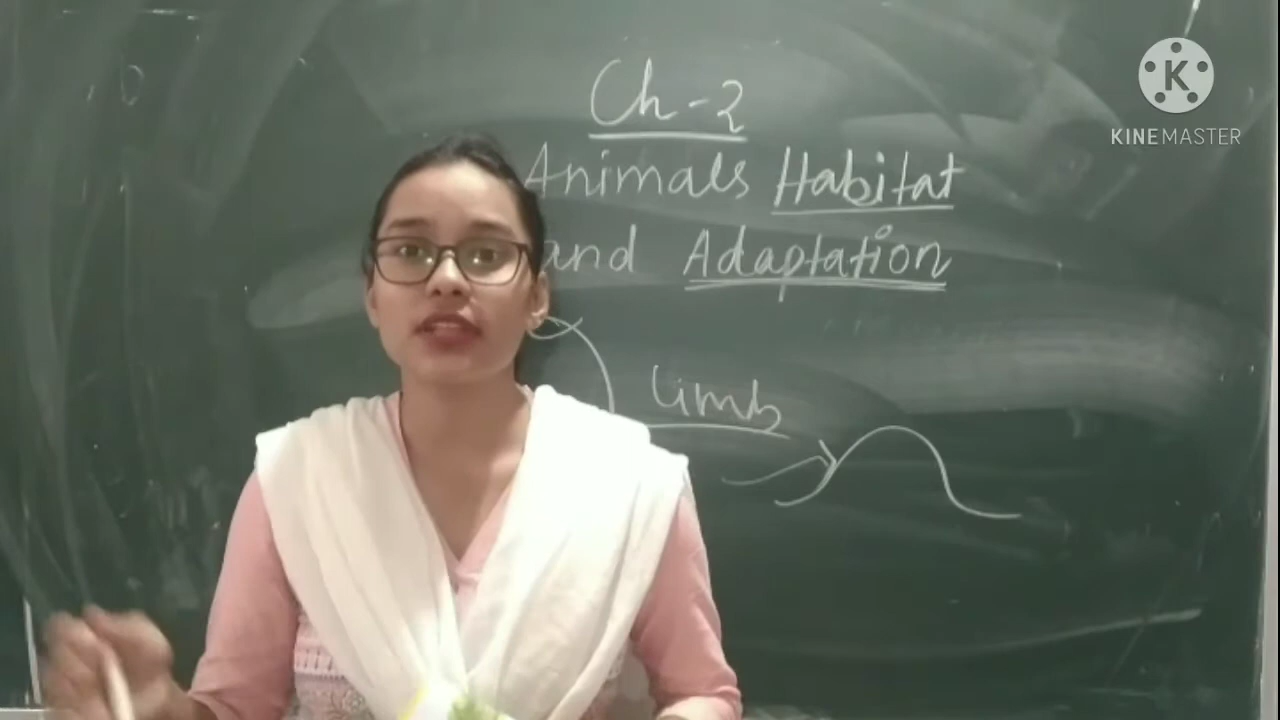 Ch-2
Animals Habitat
and Adaptation
Limb
K
KINEMASTER